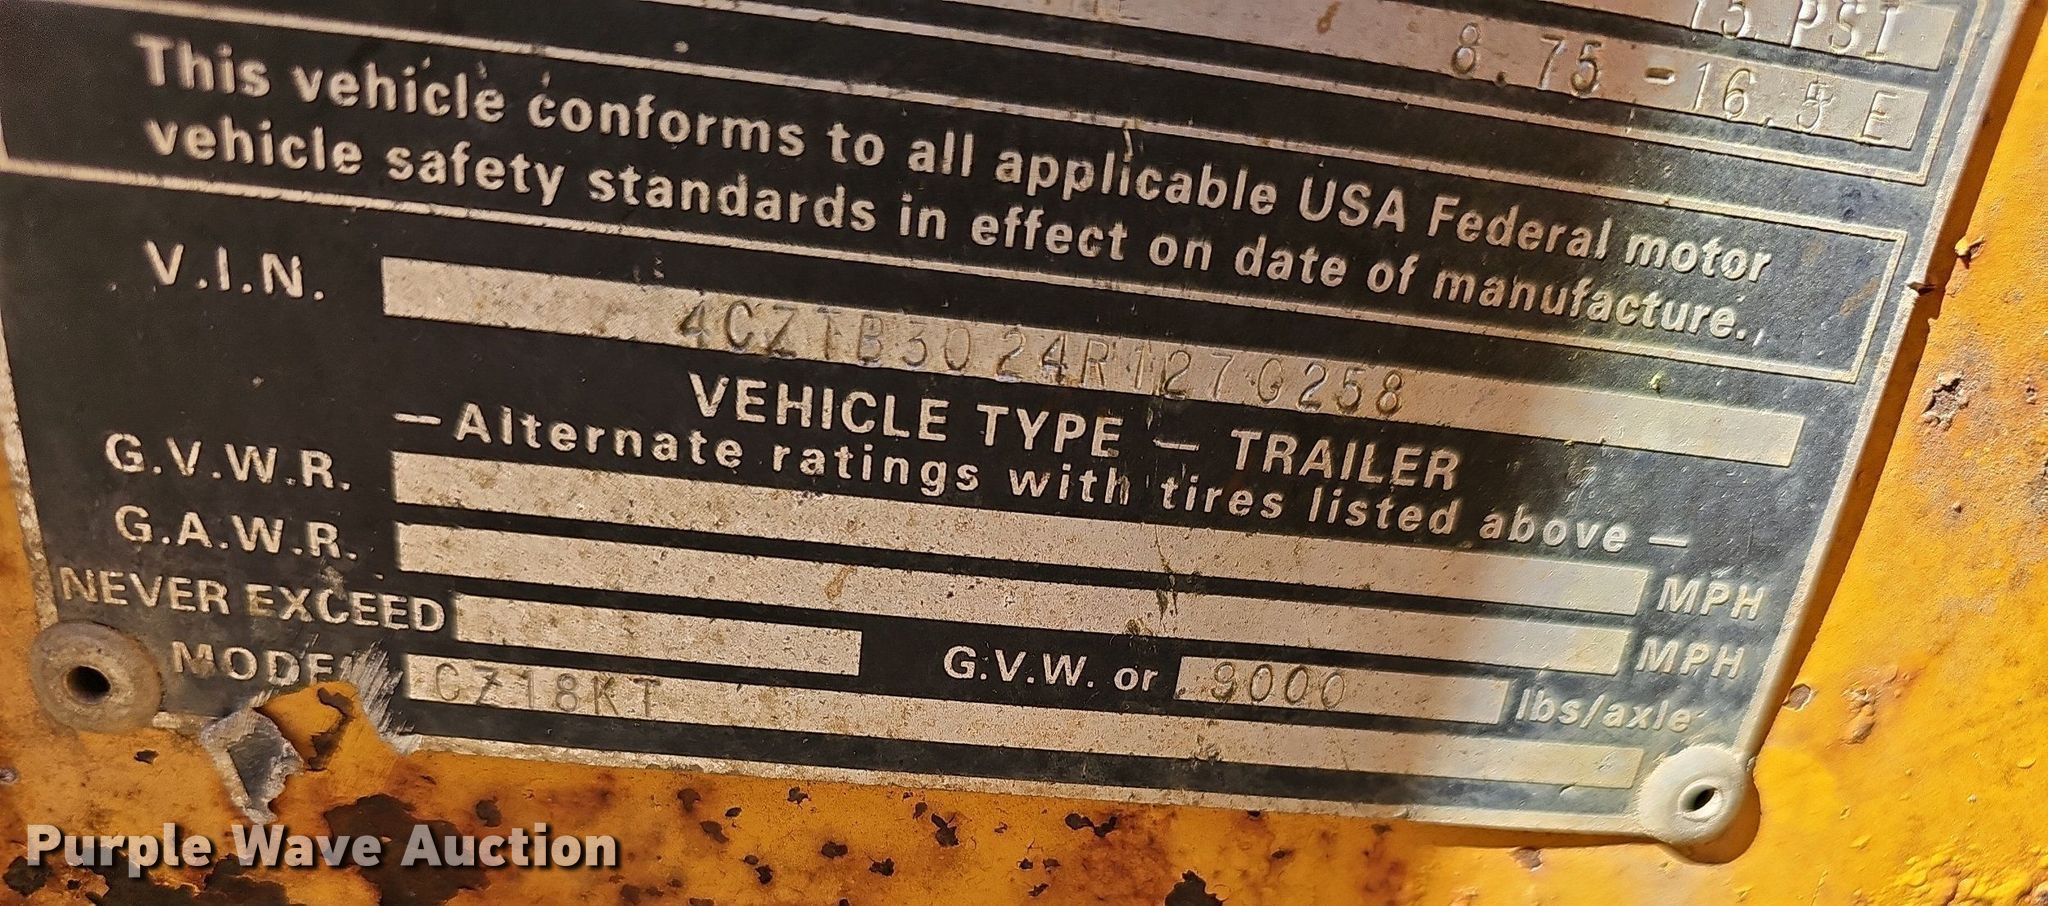 75 PSI
8.75 -16.5 E
This vehicle conforms to all applicable USA Federal motor
vehicle safety standards in effect on date of manufacture.
V.I.N. 4CZTB3024R1270258
VEHICLE TYPE — TRAILER
—Alternate ratings with tires listed above—
G.V.W.R. MPH
G.A.W.R. MPH
NEVER EXCEED G.V.W. or 9000 lbs/axle
MODEL CZ18KT
Purple Wave Auction